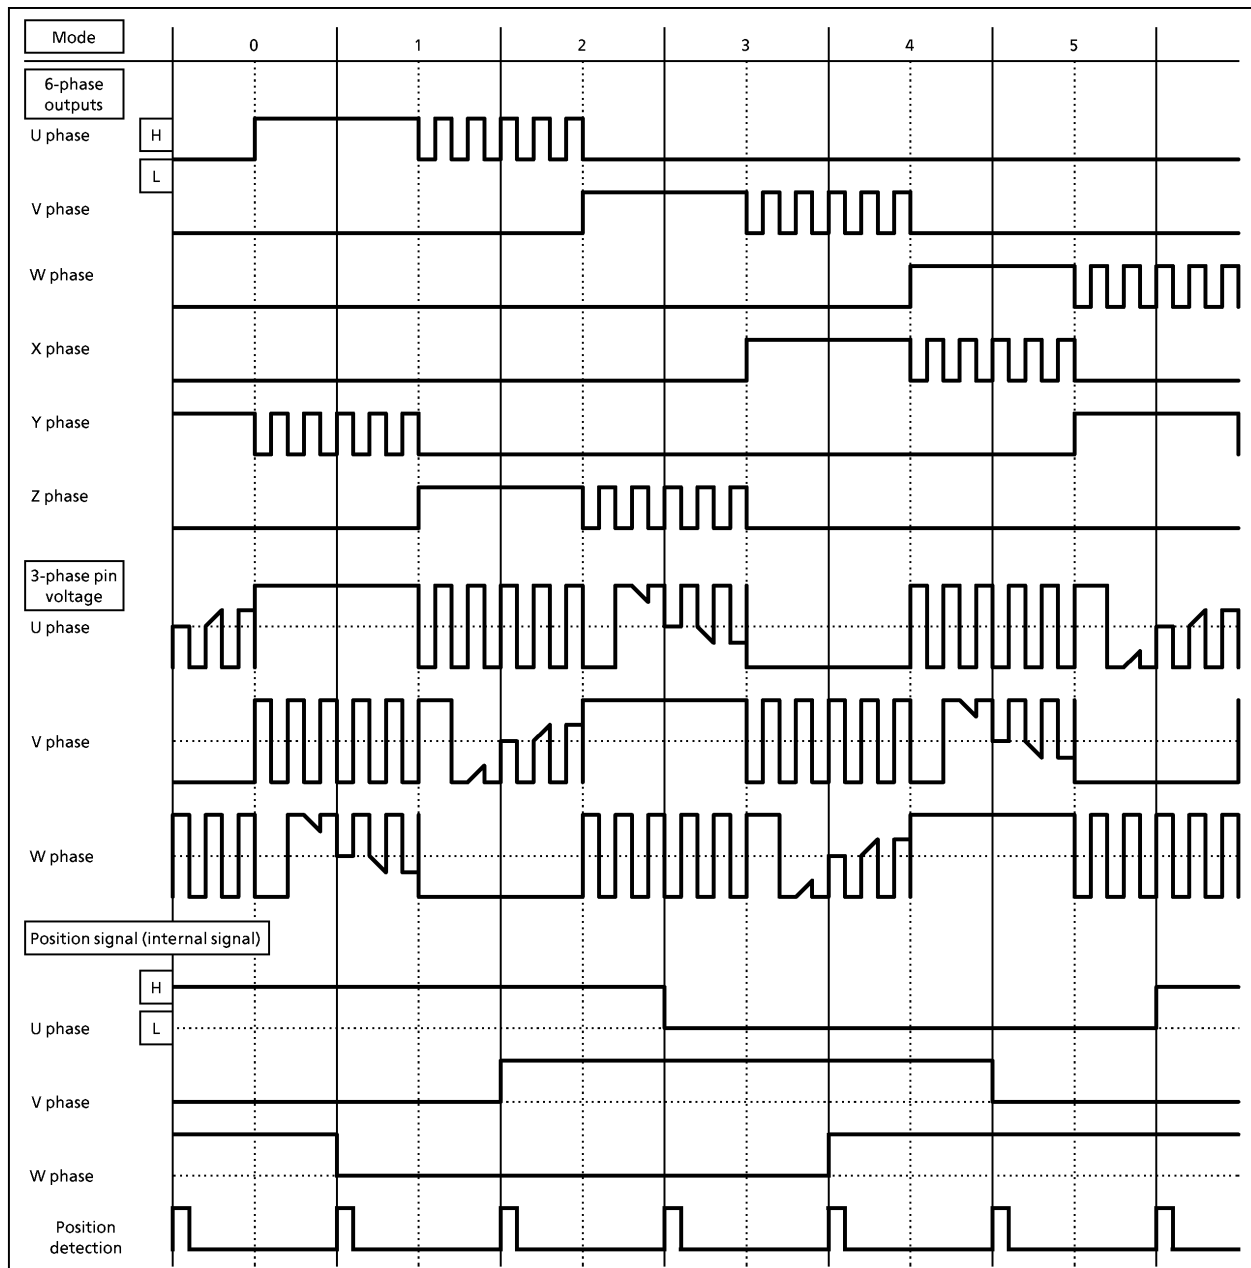 Mode
0 1 2 3 4 5
6-phase
outputs
U phase
H
L
V phase
W phase
X phase
Y phase
Z phase
3-phase pin
voltage
U phase
V phase
W phase
Position signal (internal signal)
H
U phase
L
V phase
W phase
Position
detection